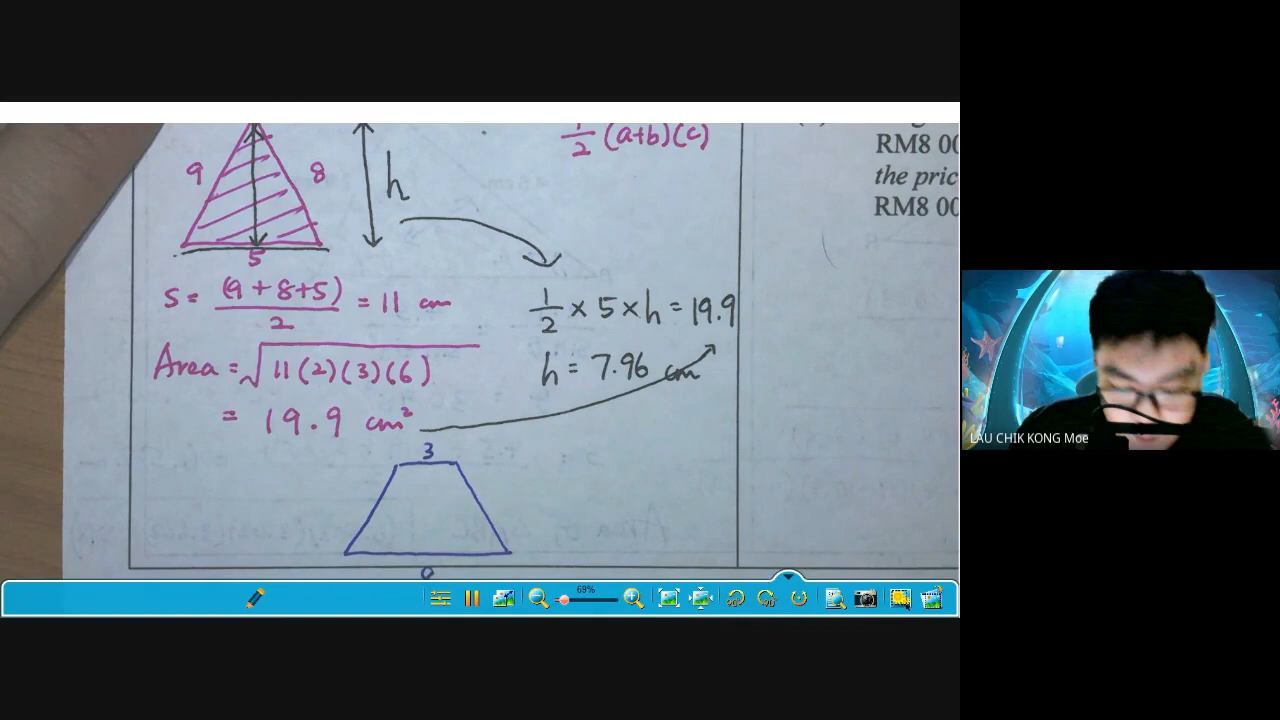 1/2 (a+b)(c)
RM8 00
the pric
RM8 00
9
8
h
5
s = (9+8+5)/2 = 11 cm
1/2 × 5 × h = 19.9
Area = √11(2)(3)(6)
h = 7.96 cm
= 19.9 cm²
3
69%
LAU CHIK KONG Moe